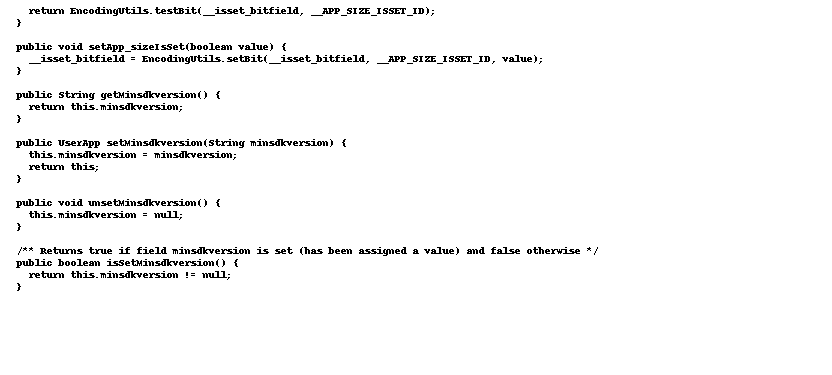 return EncodingUtils.testBit(__isset_bitfield, __APP_SIZE_ISSET_ID);
}
public void setApp_sizeIsSet(boolean value) {
__isset_bitfield = EncodingUtils.setBit(__isset_bitfield, __APP_SIZE_ISSET_ID, value);
}
public String getMinsdkversion() {
return this.minsdkversion;
}
public UserApp setMinsdkversion(String minsdkversion) {
this.minsdkversion = minsdkversion;
return this;
}
public void unsetMinsdkversion() {
this.minsdkversion = null;
}
/** Returns true if field minsdkversion is set (has been assigned a value) and false otherwise */
public boolean isSetMinsdkversion() {
return this.minsdkversion != null;
}